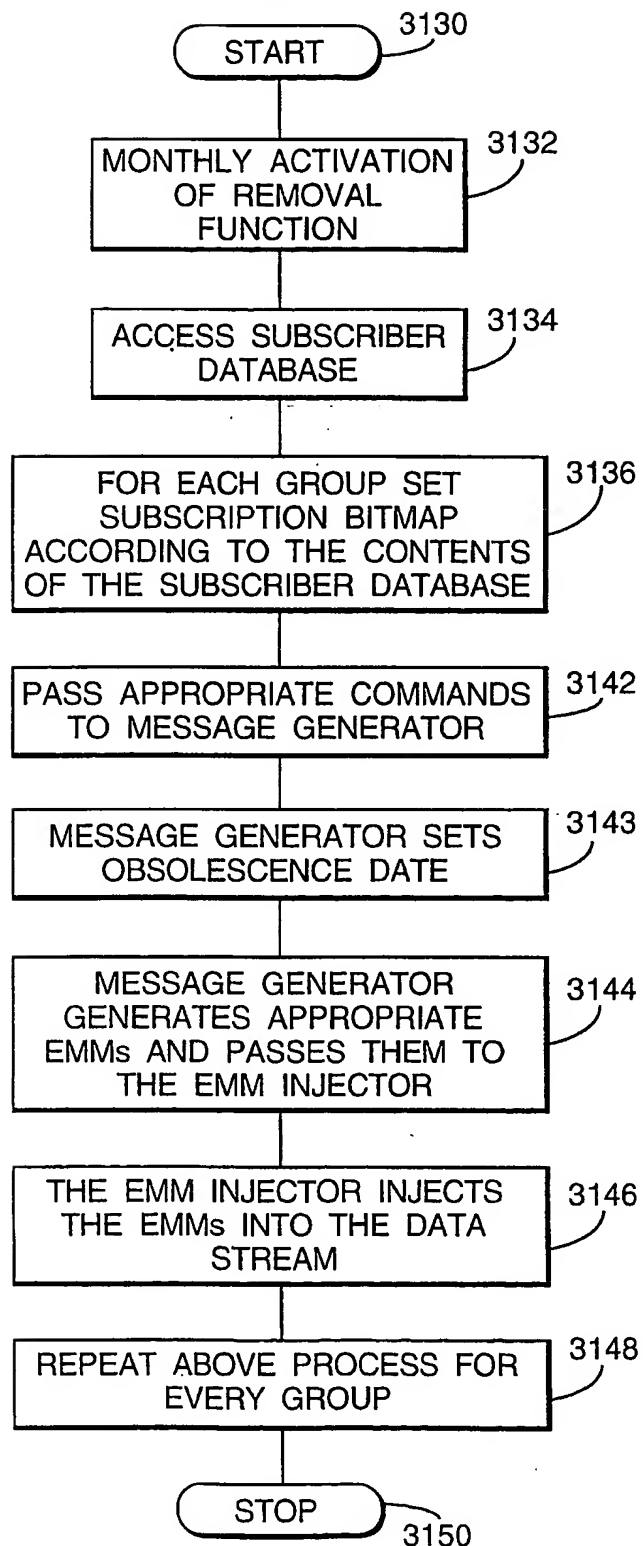 START
3130
MONTHLY ACTIVATION
OF REMOVAL
FUNCTION
3132
ACCESS SUBSCRIBER
DATABASE
3134
FOR EACH GROUP SET
SUBSCRIPTION BITMAP
ACCORDING TO THE CONTENTS
OF THE SUBSCRIBER DATABASE
3136
PASS APPROPRIATE COMMANDS
TO MESSAGE GENERATOR
3142
MESSAGE GENERATOR SETS
OBSOLESCENCE DATE
3143
MESSAGE GENERATOR
GENERATES APPROPRIATE
EMMs AND PASSES THEM TO
THE EMM INJECTOR
3144
THE EMM INJECTOR INJECTS
THE EMMs INTO THE DATA
STREAM
3146
REPEAT ABOVE PROCESS FOR
EVERY GROUP
3148
STOP
3150